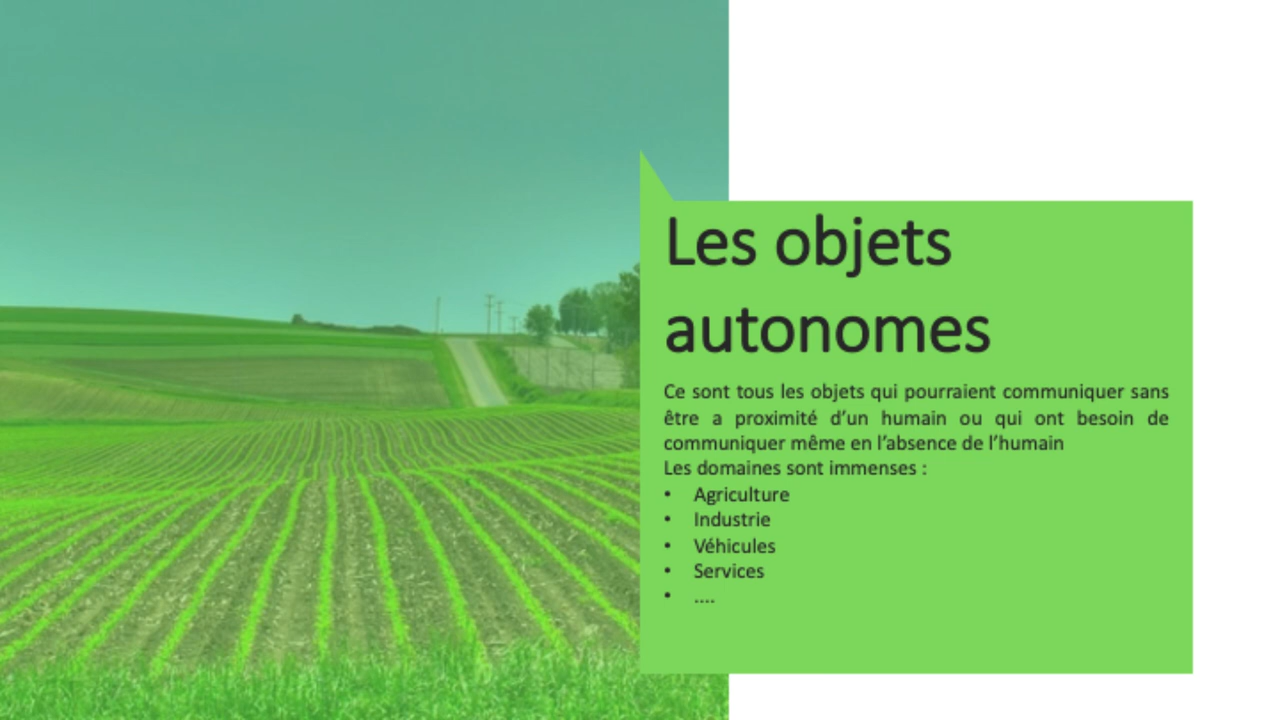 Les objets
autonomes
Ce sont tous les objets qui pourraient communiquer sans
être a proximité d'un humain ou qui ont besoin de
communiquer même en l'absence de l'humain
Les domaines sont immenses :
• Agriculture
• Industrie
• Véhicules
• Services
• ....